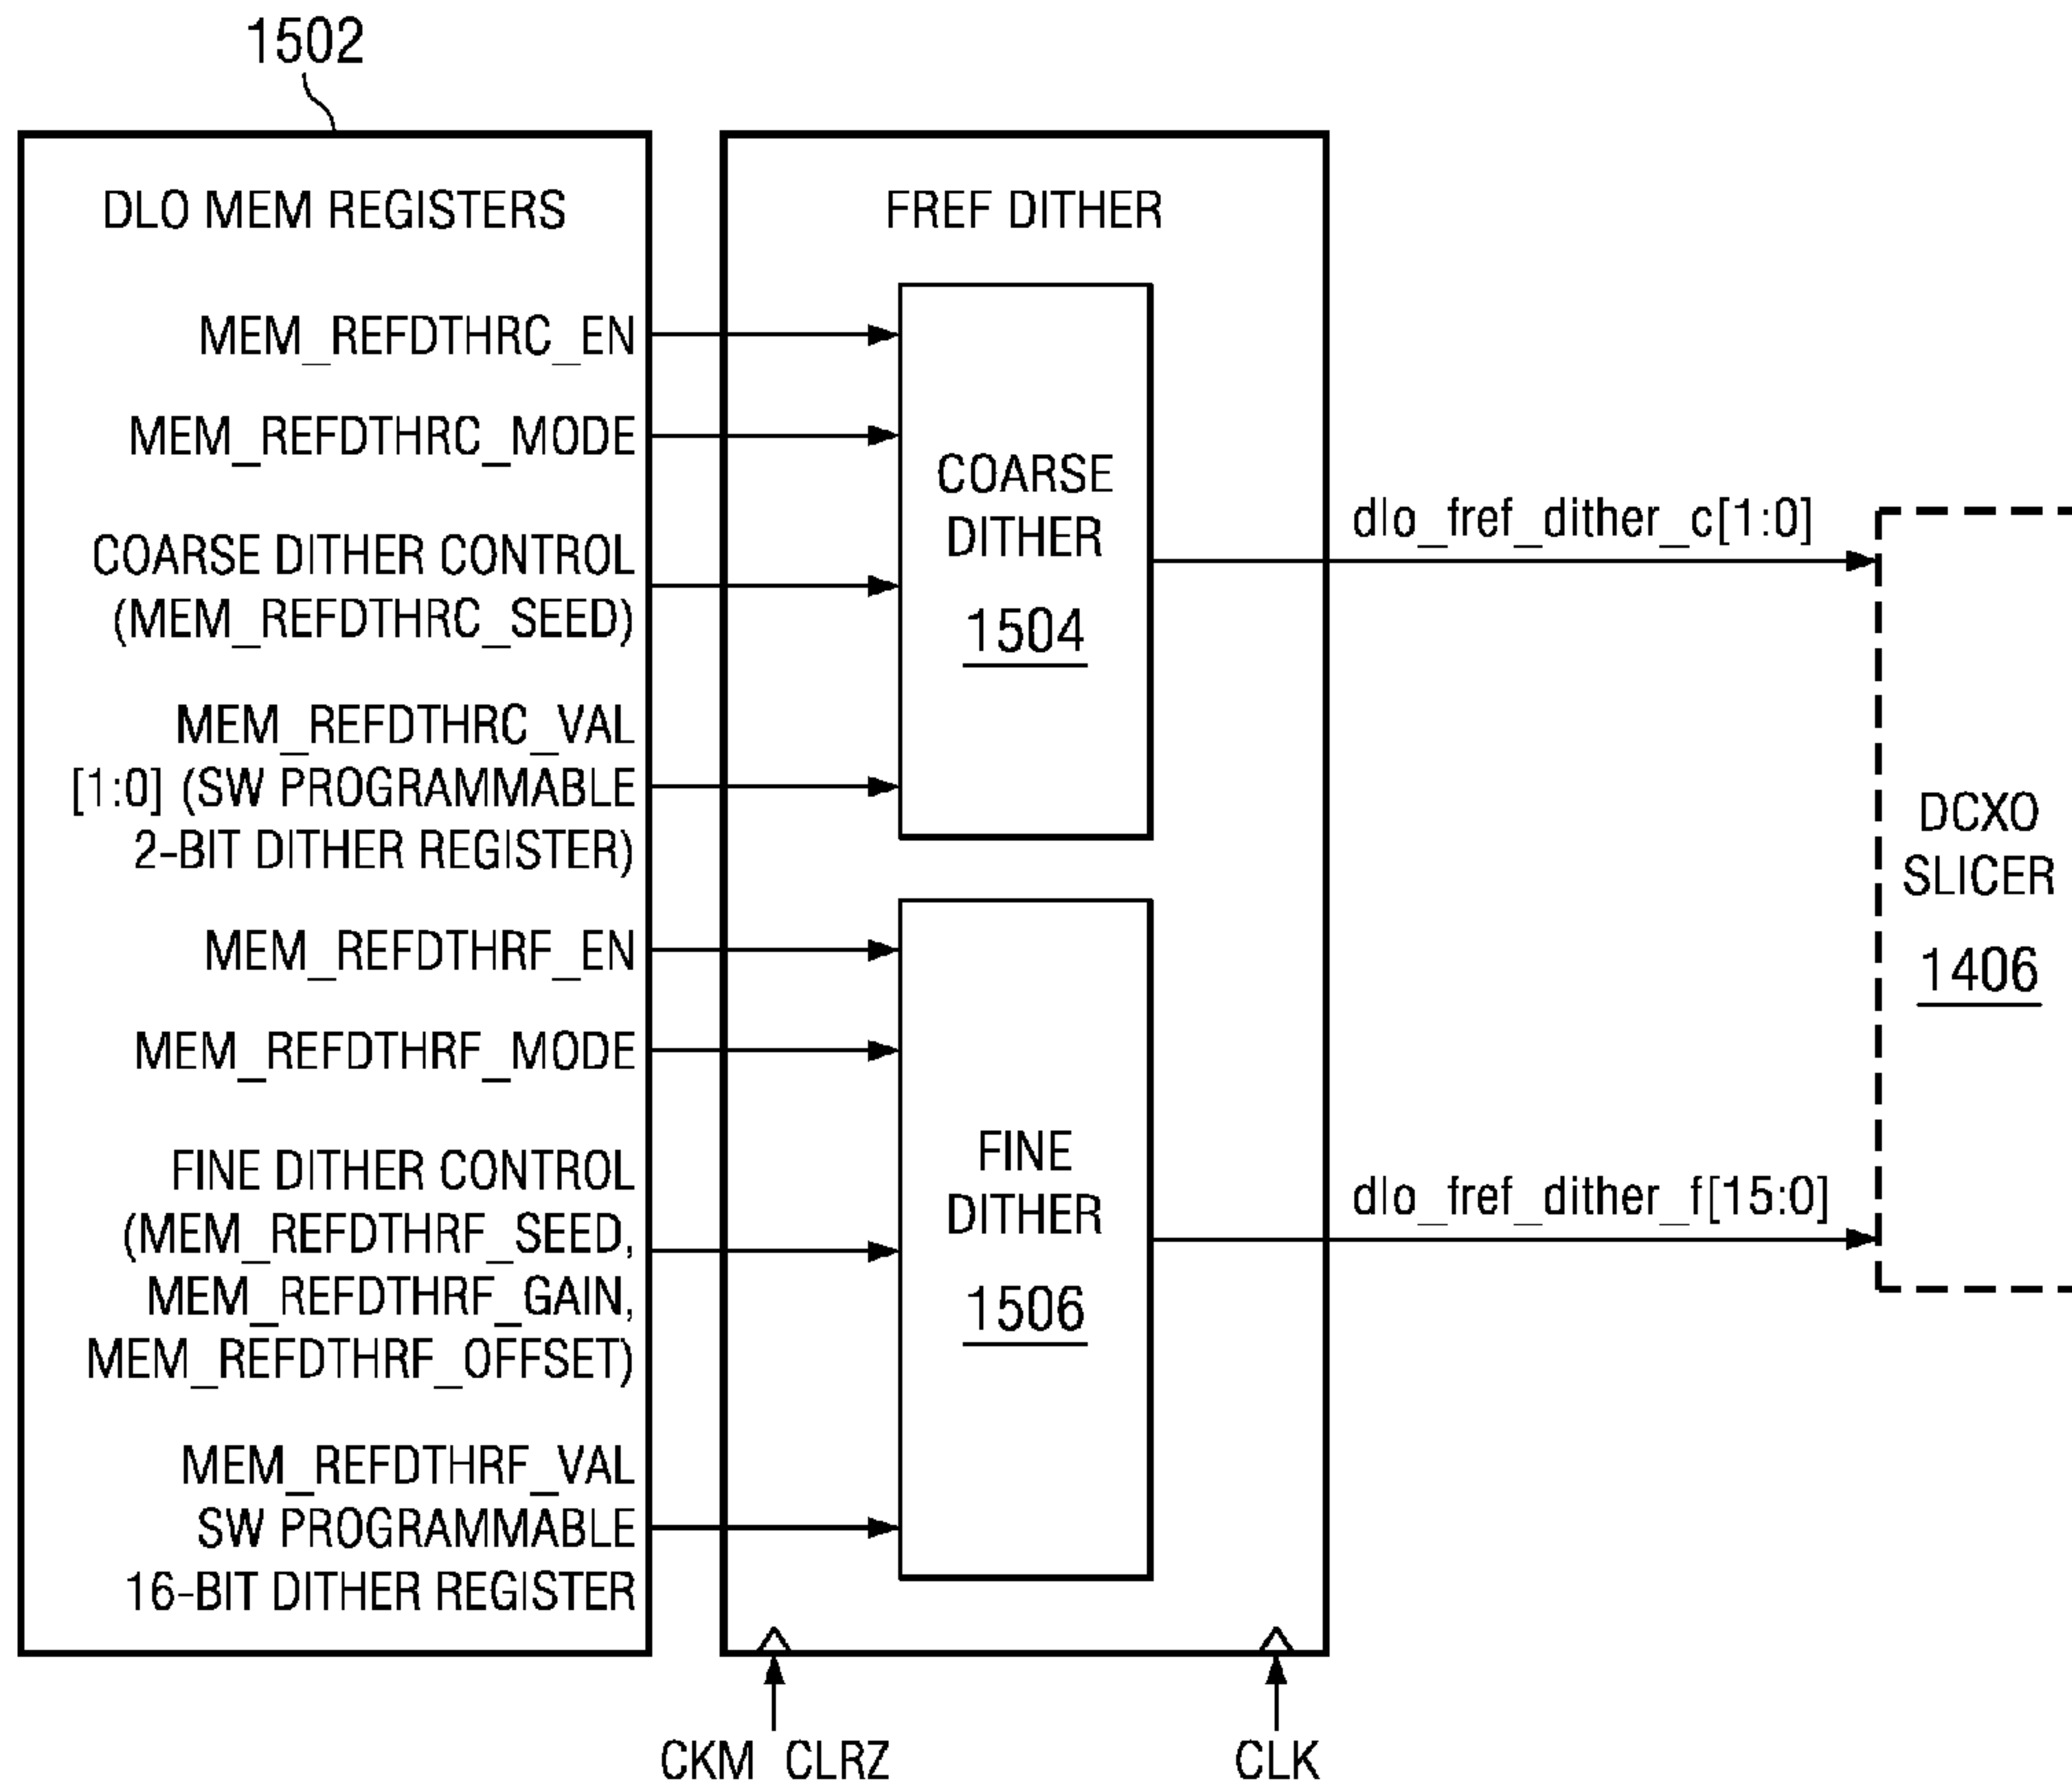 1502
DLO MEM REGISTERS
MEM_REFDTHRC_EN
MEM_REFDTHRC_MODE
COARSE DITHER CONTROL
(MEM_REFDTHRC_SEED)
MEM_REFDTHRC_VAL
[1:0] (SW PROGRAMMABLE
2-BIT DITHER REGISTER)
MEM_REFDTHRF_EN
MEM_REFDTHRF_MODE
FINE DITHER CONTROL
(MEM_REFDTHRF_SEED,
MEM_REFDTHRF_GAIN,
MEM_REFDTHRF_OFFSET)
MEM_REFDTHRF_VAL
SW PROGRAMMABLE
16-BIT DITHER REGISTER
FREF DITHER
COARSE
DITHER
1504
FINE
DITHER
1506
CKM CLRZ
CLK
dlo_fref_dither_c[1:0]
dlo_fref_dither_f[15:0]
DCXO
SLICER
1406